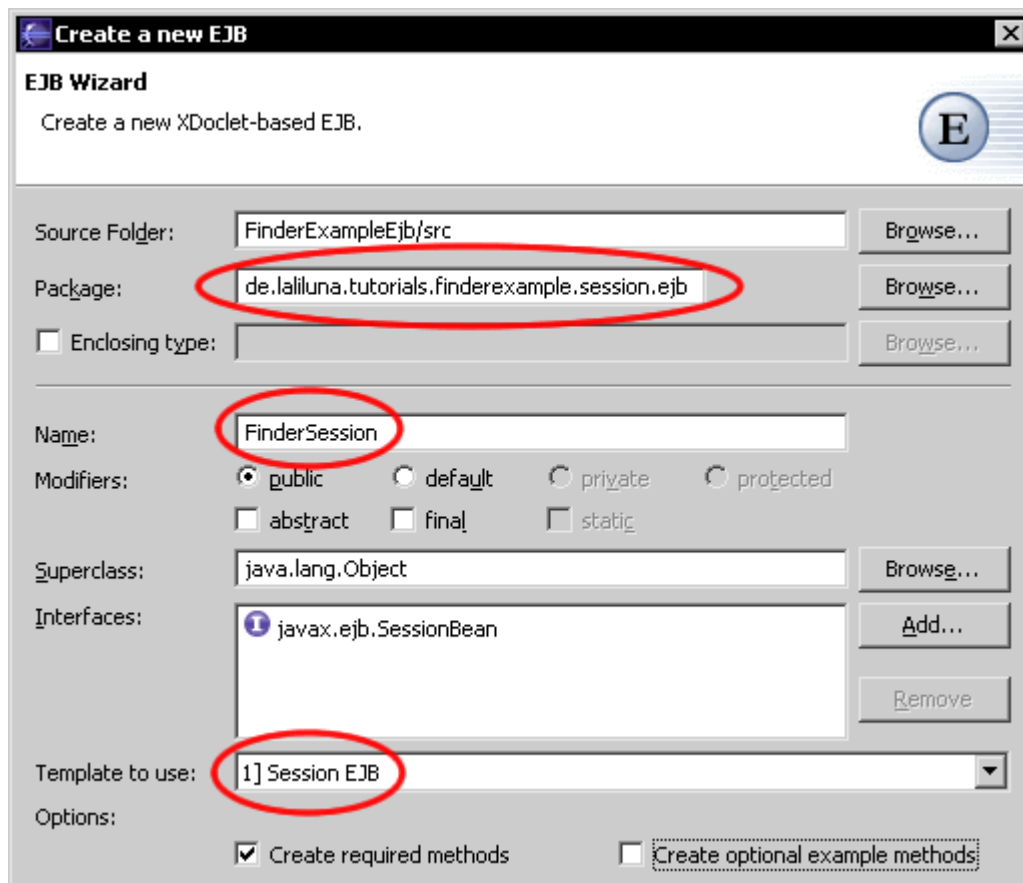 Create a new EJB
EJB Wizard
Create a new XDoclet-based EJB.
E
Source Folder: FinderExampleEjb/src Browse...
Package: de.laliluna.tutorials.finderexample.session.ejb Browse...
Enclosing type: Browse...
Name: FinderSession
Modifiers: public default private protected
abstract final static
Superclass: java.lang.Object Browse...
Interfaces: I javax.ejb.SessionBean Add...
Remove
Template to use: 1] Session EJB
Options:
Create required methods Create optional example methods